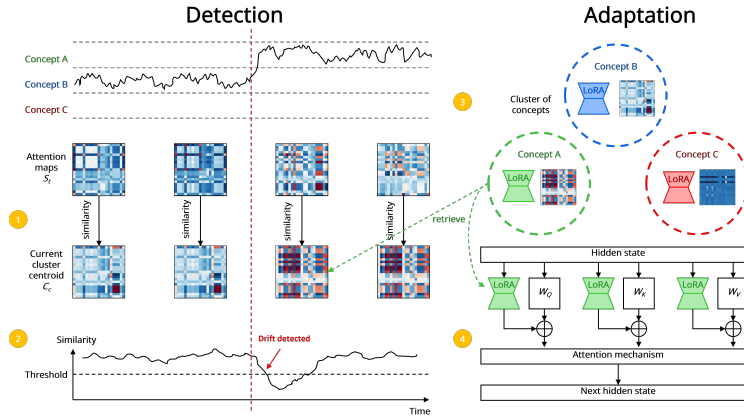 Detection
Adaptation
Concept A
Concept B
Concept C
Attention
maps
S_t
1
similarity
similarity
similarity
similarity
Current
cluster
centroid
C_c
2
Similarity
Drift detected
Threshold
Time
3
Cluster of
concepts
Concept B
LoRA
Concept A
LoRA
Concept C
LoRA
retrieve
Hidden state
LoRA
W_Q
LoRA
W_K
LoRA
W_V
4
Attention mechanism
Next hidden state